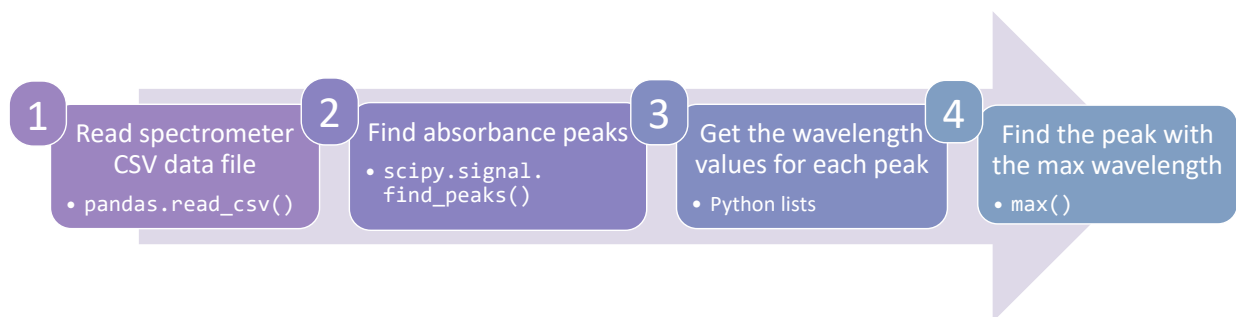 1
Read spectrometer
CSV data file
• pandas.read_csv()
2
Find absorbance peaks
• scipy.signal.
find_peaks()
3
Get the wavelength
values for each peak
• Python lists
4
Find the peak with
the max wavelength
• max()